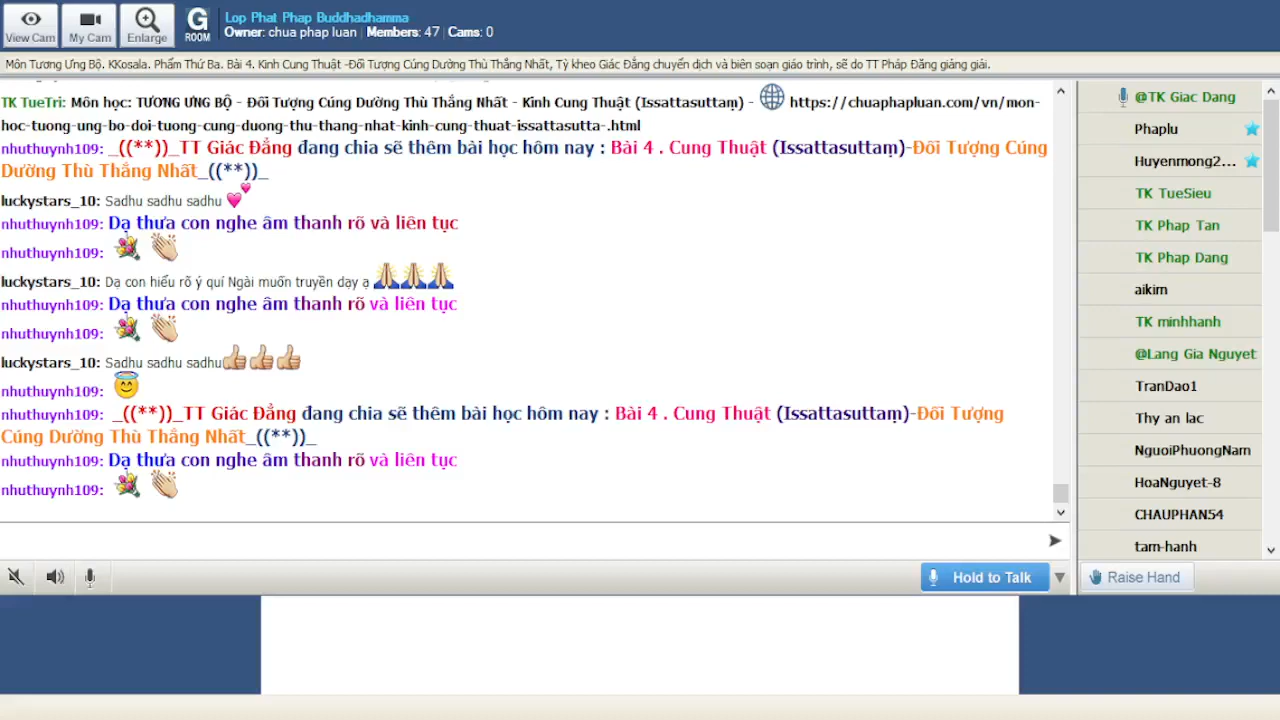 View Cam
My Cam
Enlarge
G ROOM
Lop Phat Phap Buddhadhamma
Owner: chua phap luan | Members: 47 | Cams: 0
Môn Tương Ưng Bộ. KKosala. Phẩm Thứ Ba. Bài 4. Kinh Cung Thuật -Đối Tượng Cúng Dường Thù Thắng Nhất, Tỳ kheo Giác Đẳng chuyển dịch và biên soạn giáo trình, sẽ do TT Pháp Đăng giảng giải.
TK TueTri: Môn học: TƯƠNG ƯNG BỘ - Đối Tượng Cúng Dường Thù Thắng Nhất - Kinh Cung Thuật (Issattasuttaṃ) - https://chuaphapluan.com/vn/mon-
hoc-tuong-ung-bo-doi-tuong-cung-duong-thu-thang-nhat-kinh-cung-thuat-issattasutta-.html
nhuthuynh109: _((**))_TT Giác Đẳng đang chia sẽ thêm bài học hôm nay : Bài 4 . Cung Thuật (Issattasuttaṃ)-Đối Tượng Cúng
Dường Thù Thắng Nhất_((**))_
luckystars_10: Sadhu sadhu sadhu
nhuthuynh109: Dạ thưa con nghe âm thanh rõ và liên tục
nhuthuynh109:
luckystars_10: Dạ con hiểu rõ ý quí Ngài muốn truyền dạy ạ
nhuthuynh109: Dạ thưa con nghe âm thanh rõ và liên tục
nhuthuynh109:
luckystars_10: Sadhu sadhu sadhu
nhuthuynh109:
nhuthuynh109: _((**))_TT Giác Đẳng đang chia sẽ thêm bài học hôm nay : Bài 4 . Cung Thuật (Issattasuttaṃ)-Đối Tượng
Cúng Dường Thù Thắng Nhất_((**))_
nhuthuynh109: Dạ thưa con nghe âm thanh rõ và liên tục
nhuthuynh109:
@TK Giac Dang
Phaplu
Huyenmong2...
TK TueSieu
TK Phap Tan
TK Phap Dang
aikim
TK minhhanh
@Lang Gia Nguyet
TranDao1
Thy an lac
NguoiPhuongNam
HoaNguyet-8
CHAUPHAN54
tam-hanh
Hold to Talk
Raise Hand